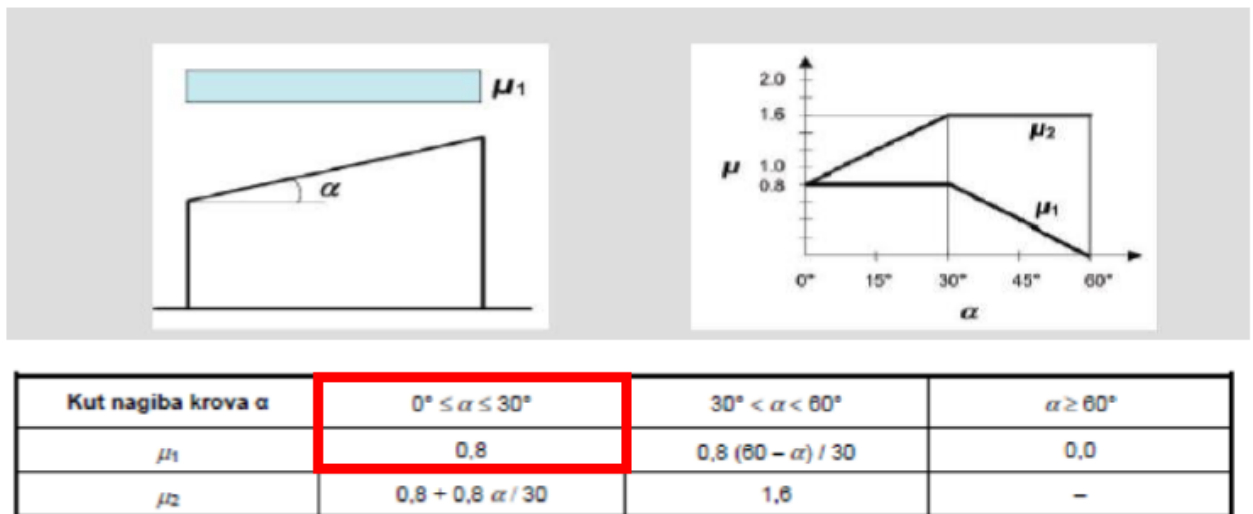 μ1
α
2.0
1.6
μ2
μ 1.0
0.8
μ1
0° 15° 30° 45° 60°
α
Kut nagiba krova α 0° ≤ α ≤ 30° 30° < α < 60° α ≥ 60°
μ1 0,8 0,8 (60 – α) / 30 0,0
μ2 0,8 + 0,8 α / 30 1,6 –